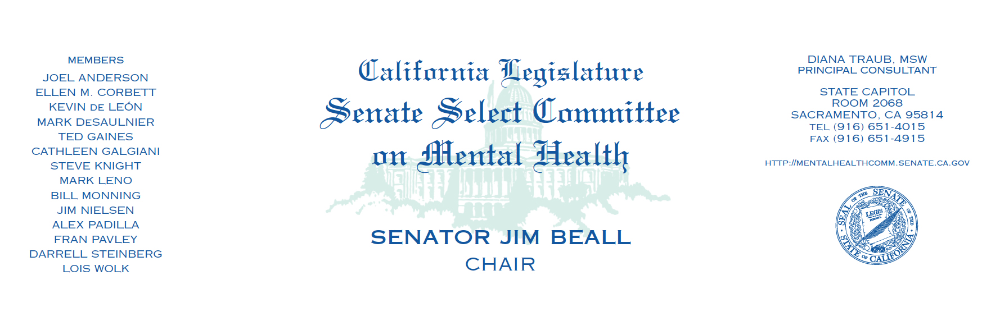 MEMBERS
JOEL ANDERSON
ELLEN M. CORBETT
KEVIN DE LEÓN
MARK DESAULNIER
TED GAINES
CATHLEEN GALGIANI
STEVE KNIGHT
MARK LENO
BILL MONNING
JIM NIELSEN
ALEX PADILLA
FRAN PAVLEY
DARRELL STEINBERG
LOIS WOLK
California Legislature
Senate Select Committee
on Mental Health
SENATOR JIM BEALL
CHAIR
DIANA TRAUB, MSW
PRINCIPAL CONSULTANT
STATE CAPITOL
ROOM 2068
SACRAMENTO, CA 95814
TEL (916) 651-4015
FAX (916) 651-4915
HTTP://MENTALHEALTHCOMM.SENATE.CA.GOV
SEAL OF THE SENATE OF THE STATE OF CALIFORNIA
LEGIS